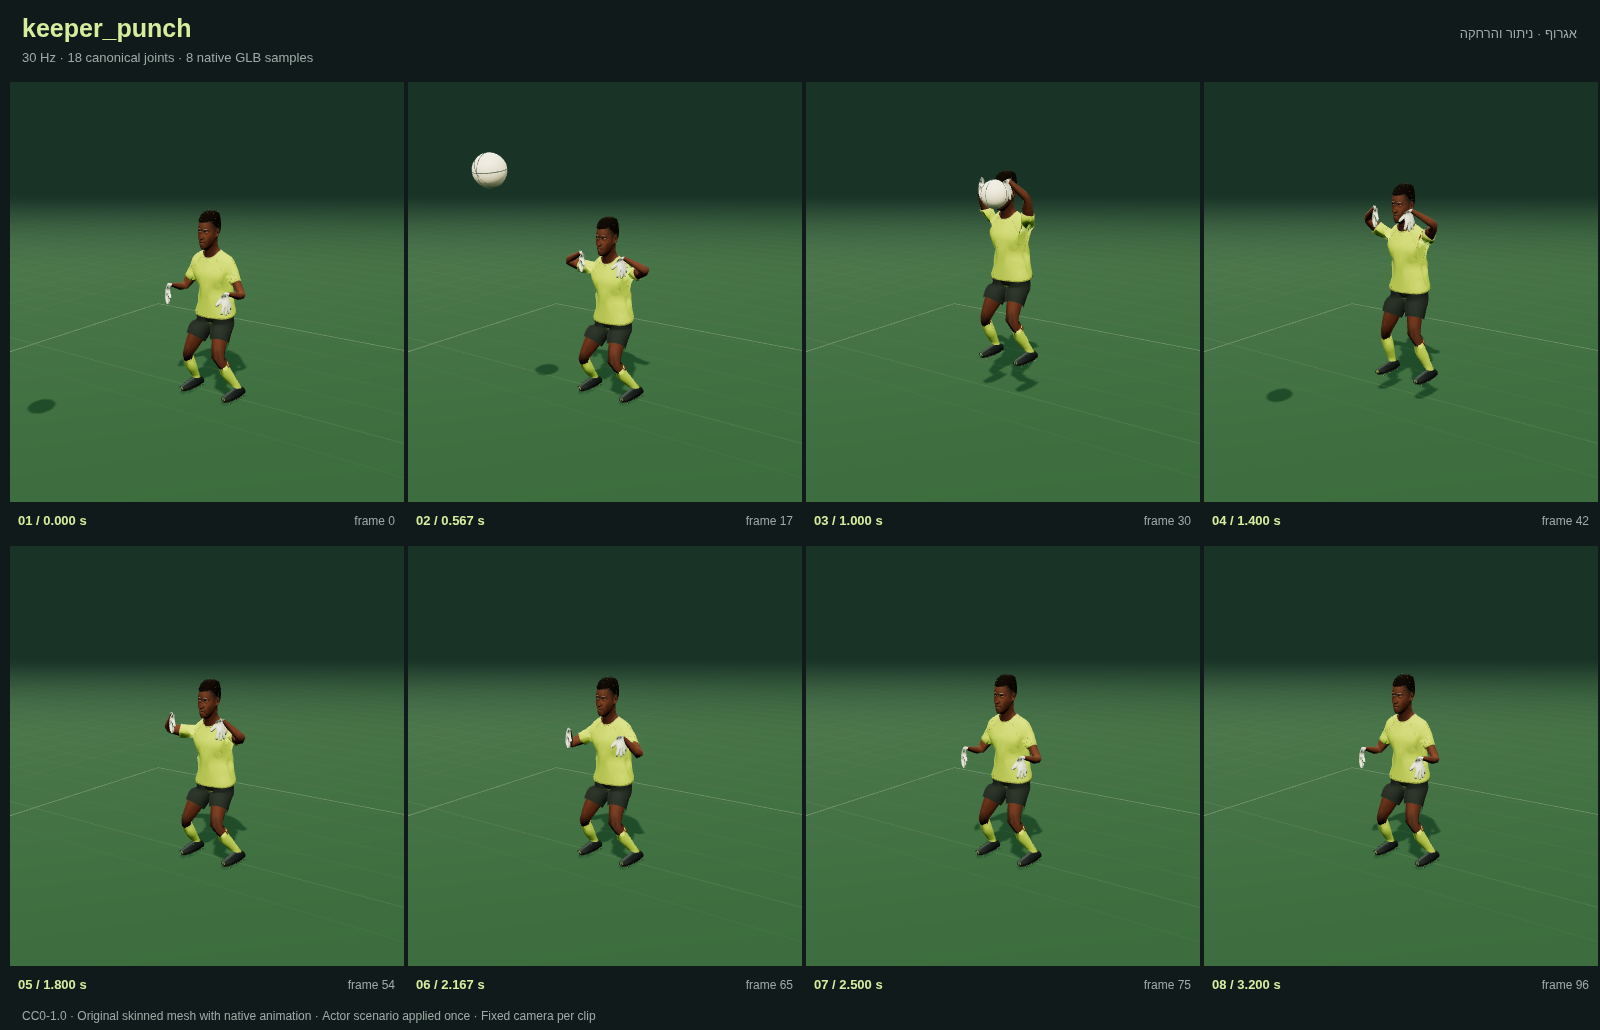 keeper_punch
אגרוף · ניתור והרחקה
30 Hz · 18 canonical joints · 8 native GLB samples
01 / 0.000 s frame 0
02 / 0.567 s frame 17
03 / 1.000 s frame 30
04 / 1.400 s frame 42
05 / 1.800 s frame 54
06 / 2.167 s frame 65
07 / 2.500 s frame 75
08 / 3.200 s frame 96
CC0-1.0 · Original skinned mesh with native animation · Actor scenario applied once · Fixed camera per clip